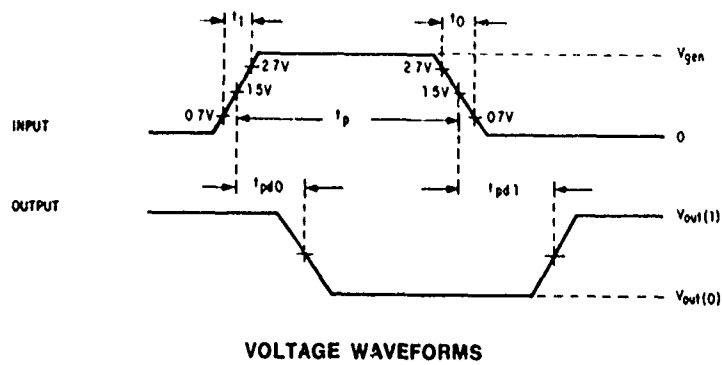 t1
t0
Vgen
2.7V
2.7V
1.5V
1.5V
0.7V
tp
0.7V
INPUT
0
tpd0
tpd1
OUTPUT
Vout(1)
Vout(0)
VOLTAGE WAVEFORMS